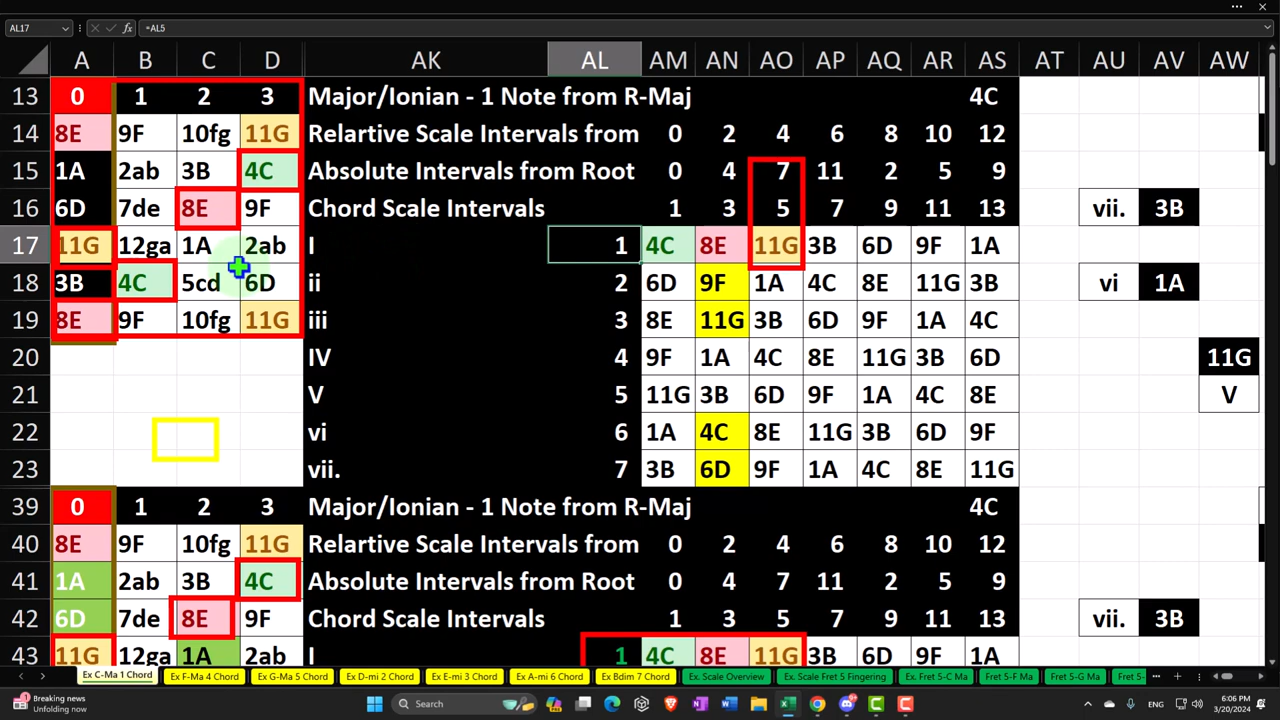 AL17 fx =AL5
A B C D AK AL AM AN AO AP AQ AR AS AT AU AV AW
13 0 1 2 3 Major/Ionian - 1 Note from R-Maj 4C
14 8E 9F 10fg 11G Relartive Scale Intervals from 0 2 4 6 8 10 12
15 1A 2ab 3B 4C Absolute Intervals from Root 0 4 7 11 2 5 9
16 6D 7de 8E 9F Chord Scale Intervals 1 3 5 7 9 11 13 vii. 3B
17 11G 12ga 1A 2ab I 1 4C 8E 11G 3B 6D 9F 1A
18 3B 4C 5cd 6D ii 2 6D 9F 1A 4C 8E 11G 3B vi 1A
19 8E 9F 10fg 11G iii 3 8E 11G 3B 6D 9F 1A 4C
20 IV 4 9F 1A 4C 8E 11G 3B 6D 11G
21 V 5 11G 3B 6D 9F 1A 4C 8E V
22 vi 6 1A 4C 8E 11G 3B 6D 9F
23 vii. 7 3B 6D 9F 1A 4C 8E 11G
39 0 1 2 3 Major/Ionian - 1 Note from R-Maj 4C
40 8E 9F 10fg 11G Relartive Scale Intervals from 0 2 4 6 8 10 12
41 1A 2ab 3B 4C Absolute Intervals from Root 0 4 7 11 2 5 9
42 6D 7de 8E 9F Chord Scale Intervals 1 3 5 7 9 11 13 vii. 3B
43 11G 12ga 1A 2ab I 1 4C 8E 11G 3B 6D 9F 1A
Ex C-Ma 1 Chord Ex F-Ma 4 Chord Ex G-Ma 5 Chord Ex D-mi 2 Chord Ex E-mi 3 Chord Ex A-mi 6 Chord Ex Bdim 7 Chord Ex. Scale Overview Ex. Scale Fret 5 Fingering Ex. Fret 5-C Ma Fret 5-F Ma Fret 5-G Ma Fret 5-
Breaking news
Unfolding now
Search
ENG
6:06 PM
3/20/2024